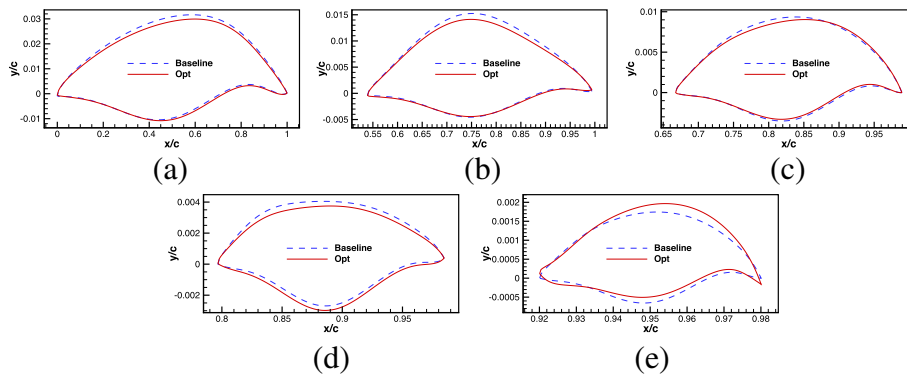 y/c
0.03
0.02
0.01
0
-0.01
Baseline
Opt
0 0.2 0.4 0.6 0.8 1
x/c
(a)
y/c
0.015
0.01
0.005
0
-0.005
Baseline
Opt
0.55 0.6 0.65 0.7 0.75 0.8 0.85 0.9 0.95 1
x/c
(b)
y/c
0.01
0.005
0
Baseline
Opt
0.65 0.7 0.75 0.8 0.85 0.9 0.95
x/c
(c)
y/c
0.004
0.002
0
-0.002
Baseline
Opt
0.8 0.85 0.9 0.95
x/c
(d)
y/c
0.002
0.0015
0.001
0.0005
0
-0.0005
Baseline
Opt
0.92 0.93 0.94 0.95 0.96 0.97 0.98
x/c
(e)